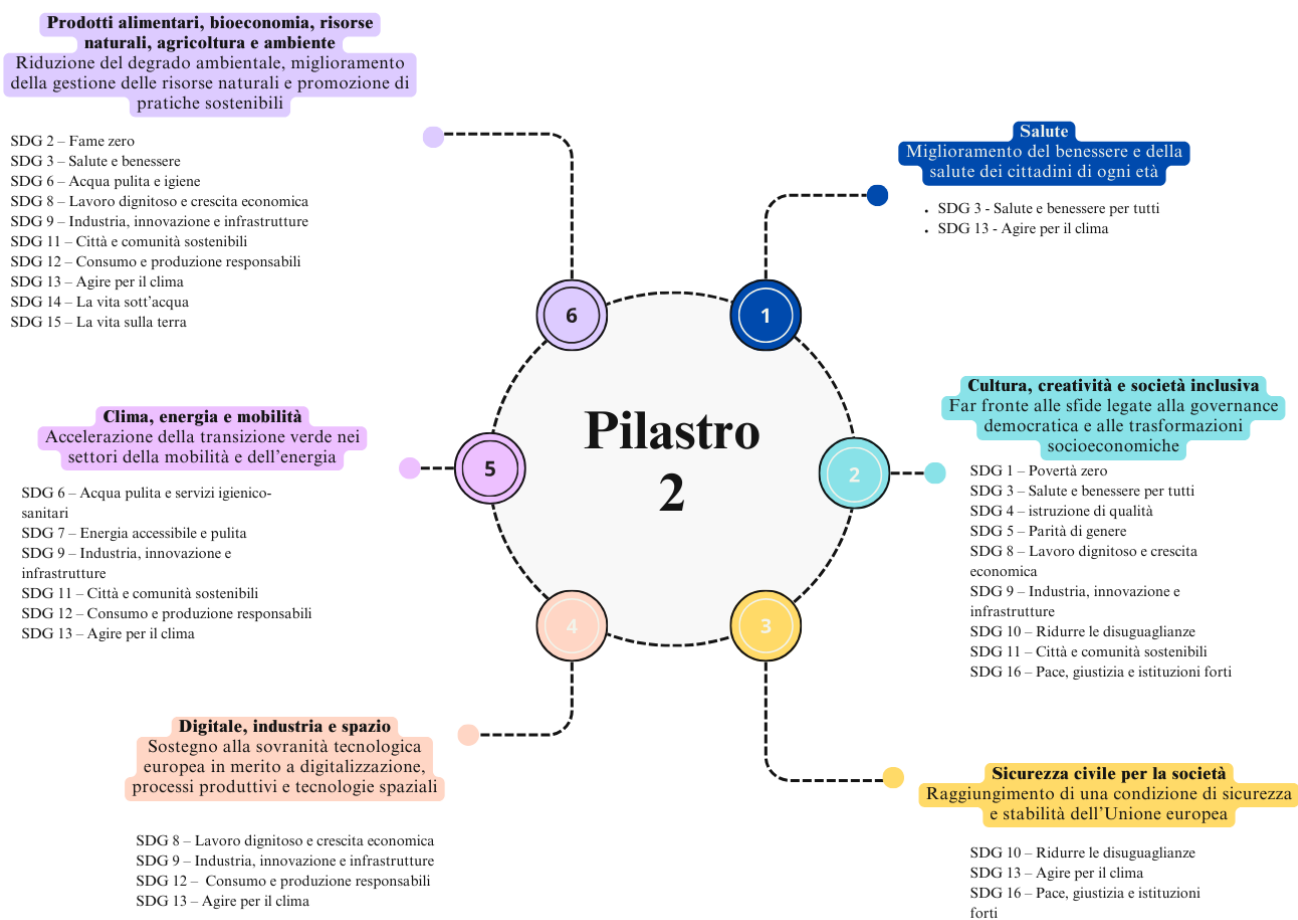 Pilastro
2
1
Salute
Miglioramento del benessere e della
salute dei cittadini di ogni età
• SDG 3 - Salute e benessere per tutti
• SDG 13 - Agire per il clima
2
Cultura, creatività e società inclusiva
Far fronte alle sfide legate alla governance
democratica e alle trasformazioni
socioeconomiche
SDG 1 – Povertà zero
SDG 3 – Salute e benessere per tutti
SDG 4 – istruzione di qualità
SDG 5 – Parità di genere
SDG 8 – Lavoro dignitoso e crescita
economica
SDG 9 – Industria, innovazione e
infrastrutture
SDG 10 – Ridurre le disuguaglianze
SDG 11 – Città e comunità sostenibili
SDG 16 – Pace, giustizia e istituzioni forti
3
Sicurezza civile per la società
Raggiungimento di una condizione di sicurezza
e stabilità dell’Unione europea
SDG 10 – Ridurre le disuguaglianze
SDG 13 – Agire per il clima
SDG 16 – Pace, giustizia e istituzioni
forti
4
Digitale, industria e spazio
Sostegno alla sovranità tecnologica
europea in merito a digitalizzazione,
processi produttivi e tecnologie spaziali
SDG 8 – Lavoro dignitoso e crescita economica
SDG 9 – Industria, innovazione e infrastrutture
SDG 12 –  Consumo e produzione responsabili
SDG 13 – Agire per il clima
5
Clima, energia e mobilità
Accelerazione della transizione verde nei
settori della mobilità e dell’energia
SDG 6 – Acqua pulita e servizi igienico-
sanitari
SDG 7 – Energia accessibile e pulita
SDG 9 – Industria, innovazione e
infrastrutture
SDG 11 – Città e comunità sostenibili
SDG 12 – Consumo e produzione responsabili
SDG 13 – Agire per il clima
6
Prodotti alimentari, bioeconomia, risorse
naturali, agricoltura e ambiente
Riduzione del degrado ambientale, miglioramento
della gestione delle risorse naturali e promozione di
pratiche sostenibili
SDG 2 – Fame zero
SDG 3 – Salute e benessere
SDG 6 – Acqua pulita e igiene
SDG 8 – Lavoro dignitoso e crescita economica
SDG 9 – Industria, innovazione e infrastrutture
SDG 11 – Città e comunità sostenibili
SDG 12 – Consumo e produzione responsabili
SDG 13 – Agire per il clima
SDG 14 – La vita sott’acqua
SDG 15 – La vita sulla terra